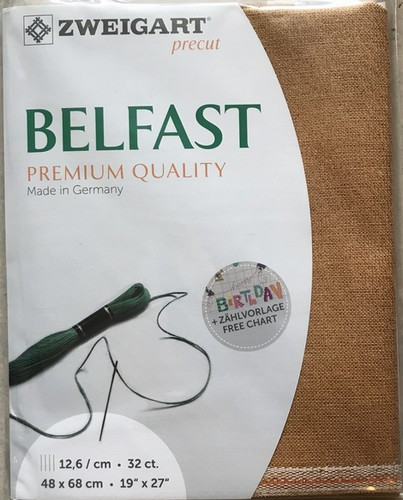 ZWEIGART®
precut
BELFAST
PREMIUM QUALITY
Made in Germany
BIRTHDAY
+ ZÄHLVORLAGE
FREE CHART
12,6 / cm • 32 ct.
48 x 68 cm • 19" x 27"